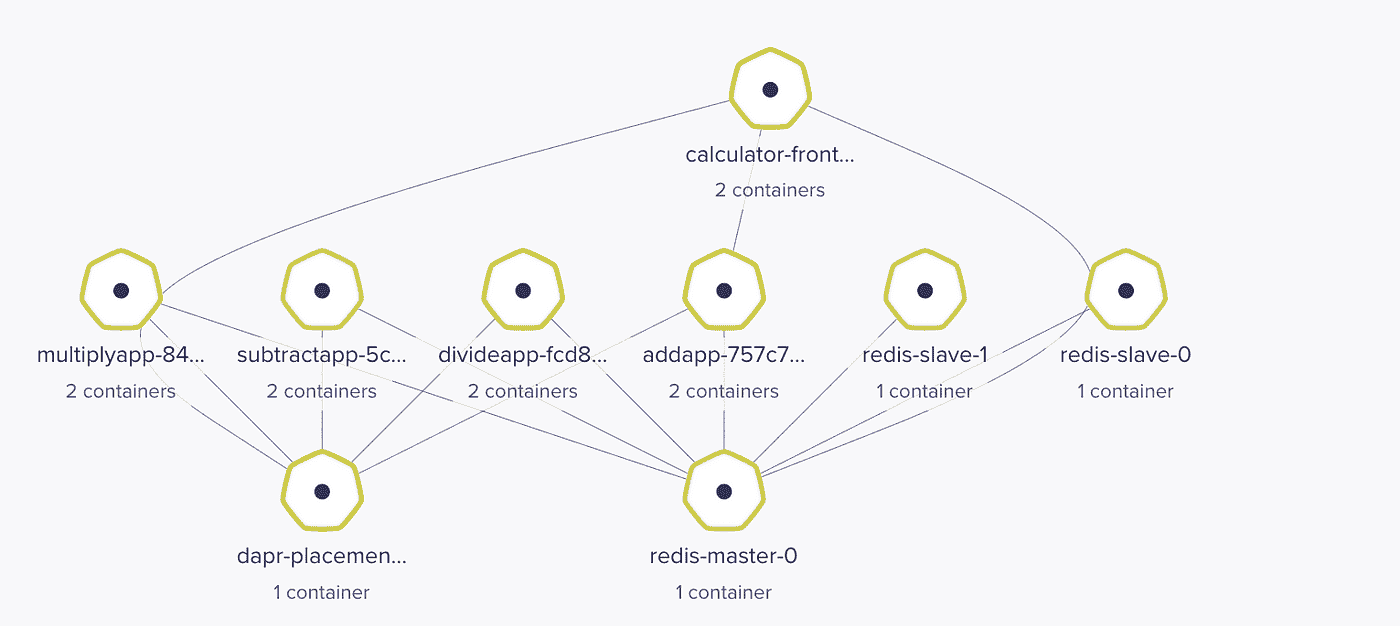 calculator-front...
2 containers
multiplyapp-84...
2 containers
subtractapp-5c...
2 containers
divideapp-fcd8...
2 containers
addapp-757c7...
2 containers
redis-slave-1
1 container
redis-slave-0
1 container
dapr-placemen...
1 container
redis-master-0
1 container